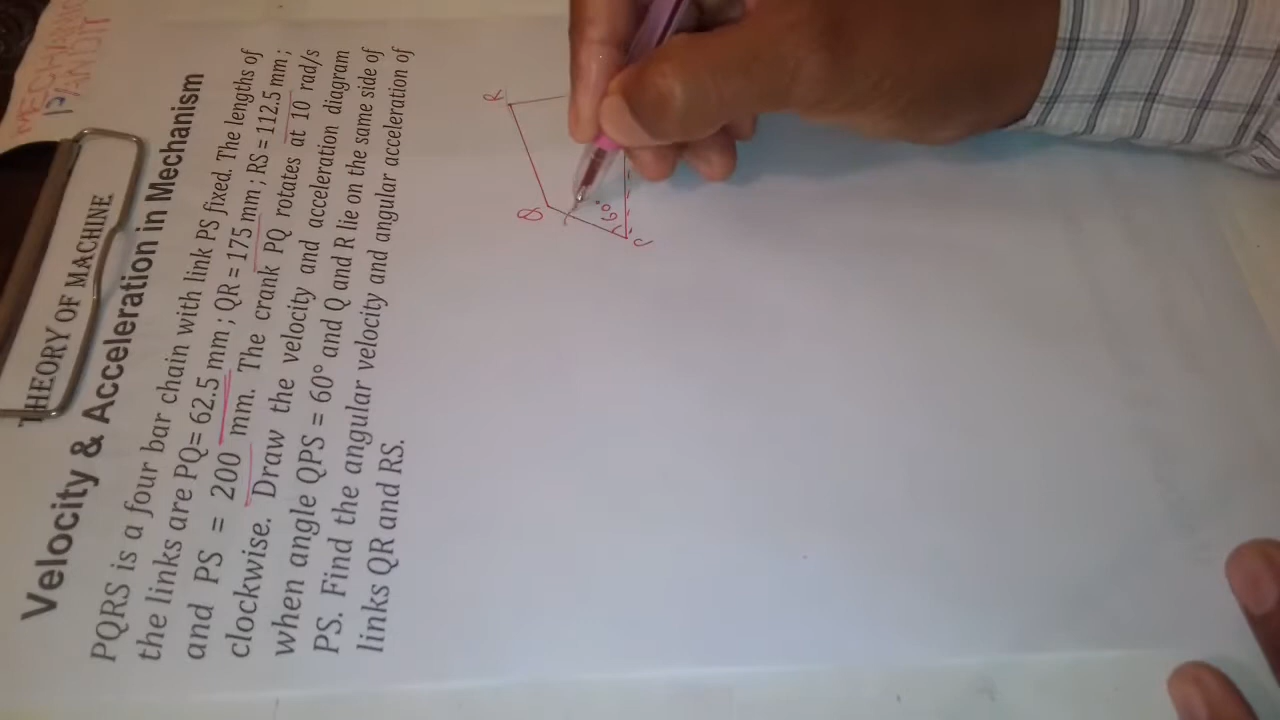 MECHANIC
PANDIT
THEORY OF MACHINE
Velocity & Acceleration in Mechanism
PQRS is a four bar chain with link PS fixed. The lengths of
the links are PQ= 62.5 mm ; QR = 175 mm ; RS = 112.5 mm ;
and PS = 200 mm. The crank PQ rotates at 10 rad/s
clockwise. Draw the velocity and acceleration diagram
when angle QPS = 60° and Q and R lie on the same side of
PS. Find the angular velocity and angular acceleration of
links QR and RS.
R
Q
60°
P